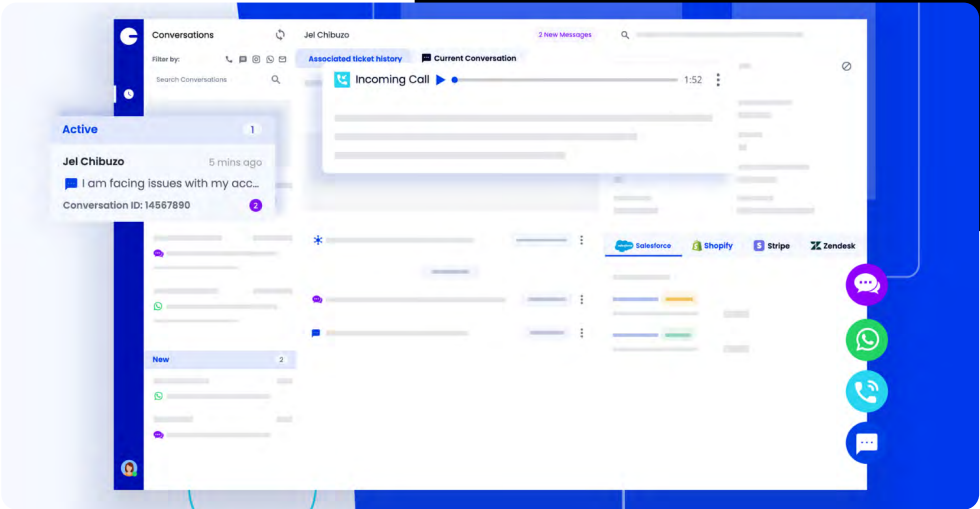 Conversations
Jel Chibuzo
2 New Messages
Filter by:
Associated ticket history
Current Conversation
Search Conversations
Incoming Call
1:52
Active
1
Jel Chibuzo
5 mins ago
I am facing issues with my acc...
Conversation ID: 14567890
2
Salesforce
Shopify
Stripe
Zendesk
New
2